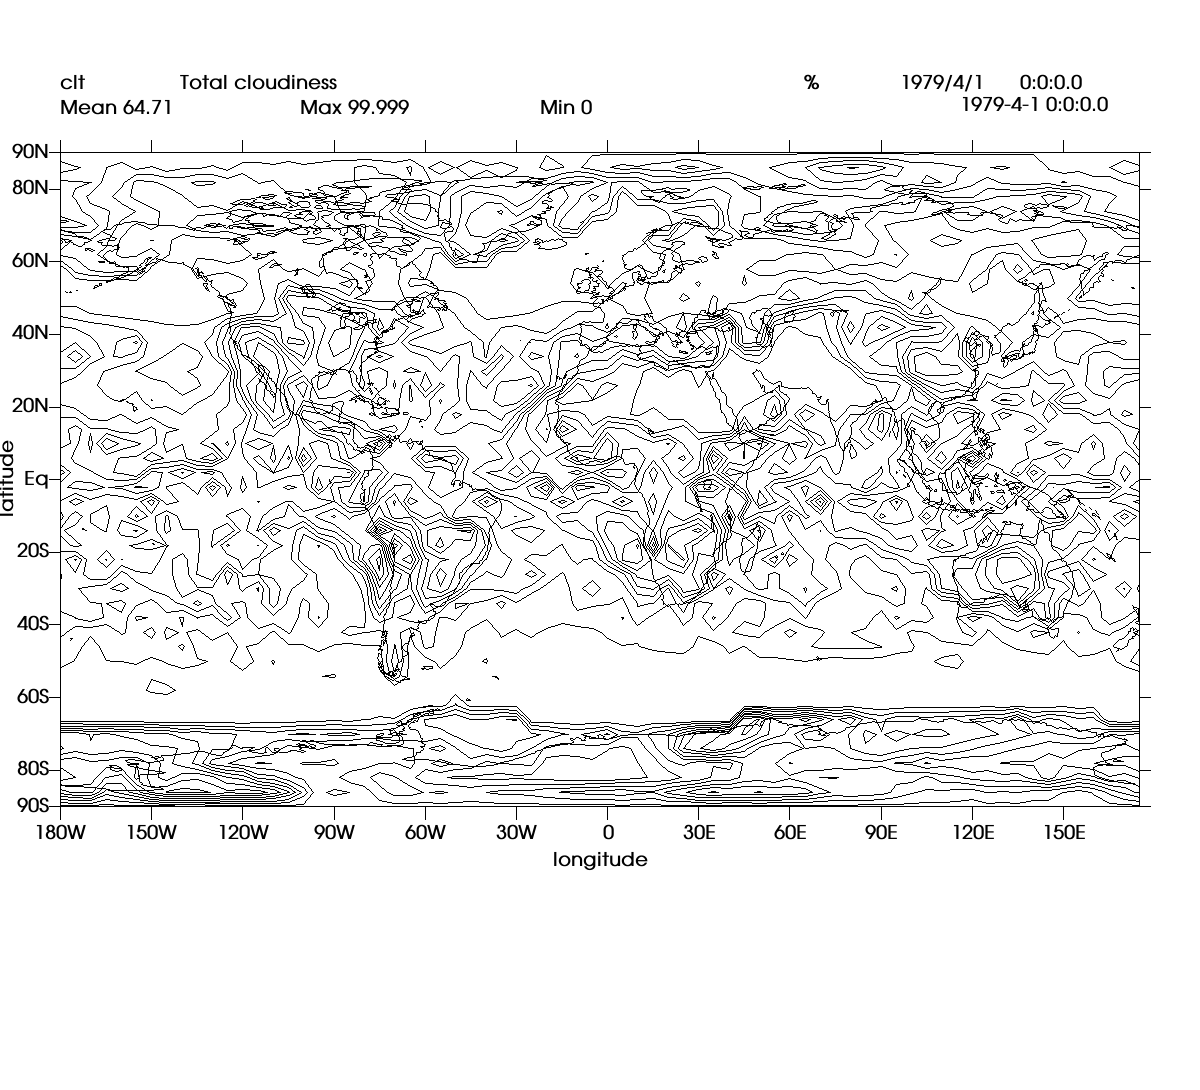 clt Total cloudiness % 1979/4/1 0:0:0.0
Mean 64.71 Max 99.999 Min 0 1979-4-1 0:0:0.0
90N
80N
60N
40N
20N
Eq
20S
40S
60S
80S
90S
latitude
180W 150W 120W 90W 60W 30W 0 30E 60E 90E 120E 150E
longitude